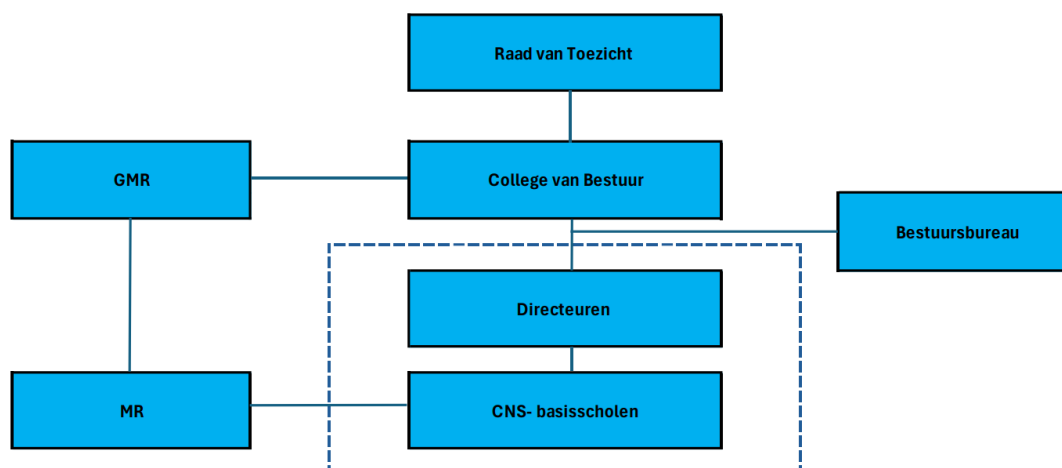 Raad van Toezicht
GMR
College van Bestuur
Bestuursbureau
Directeuren
MR
CNS- basisscholen